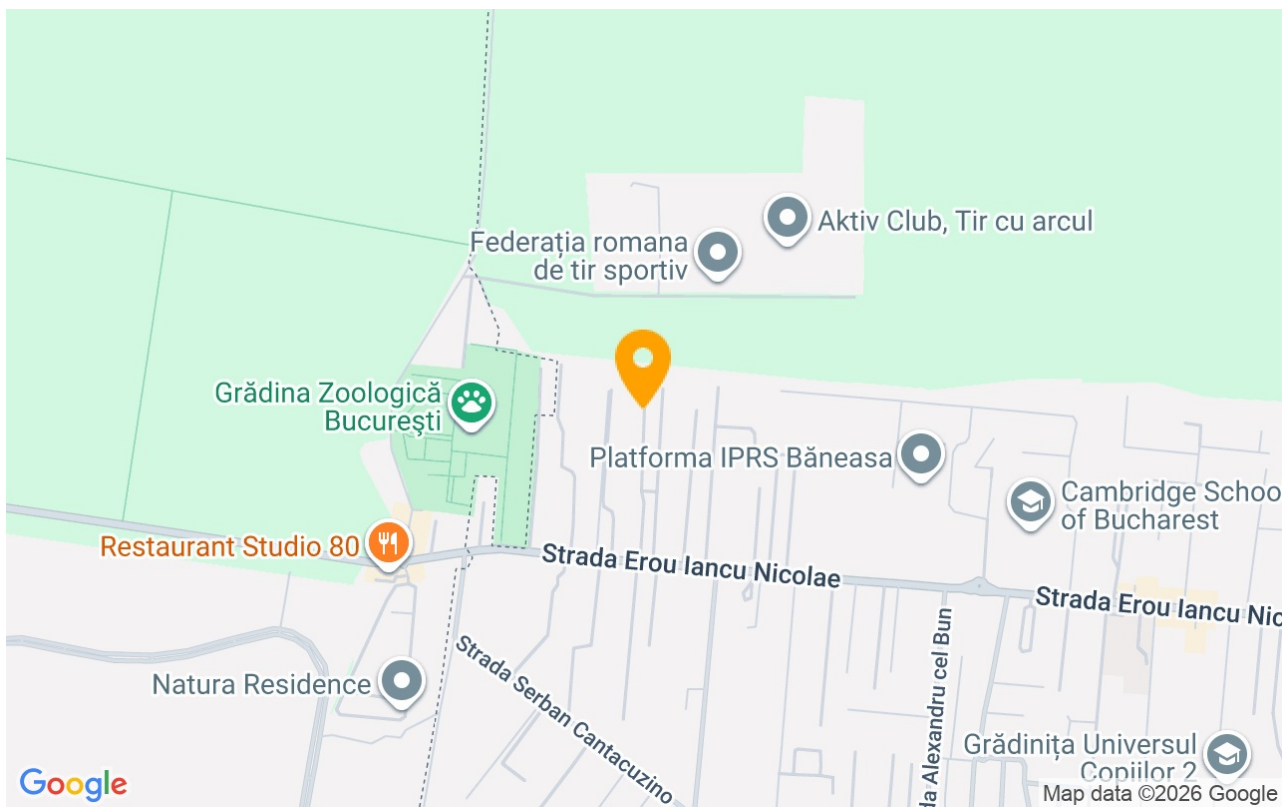 Aktiv Club, Tir cu arcul
Federația romana
de tir sportiv
Grădina Zoologică
București
Platforma IPRS Băneasa
Cambridge Schoo
of Bucharest
Restaurant Studio 80
Strada Erou Iancu Nicolae
Strada Erou Iancu Nic
Strada Serban Cantacuzino
da Alexandru cel Bun
Natura Residence
Grădinița Universul
Copiilor 2
Google
Map data ©2026 Google